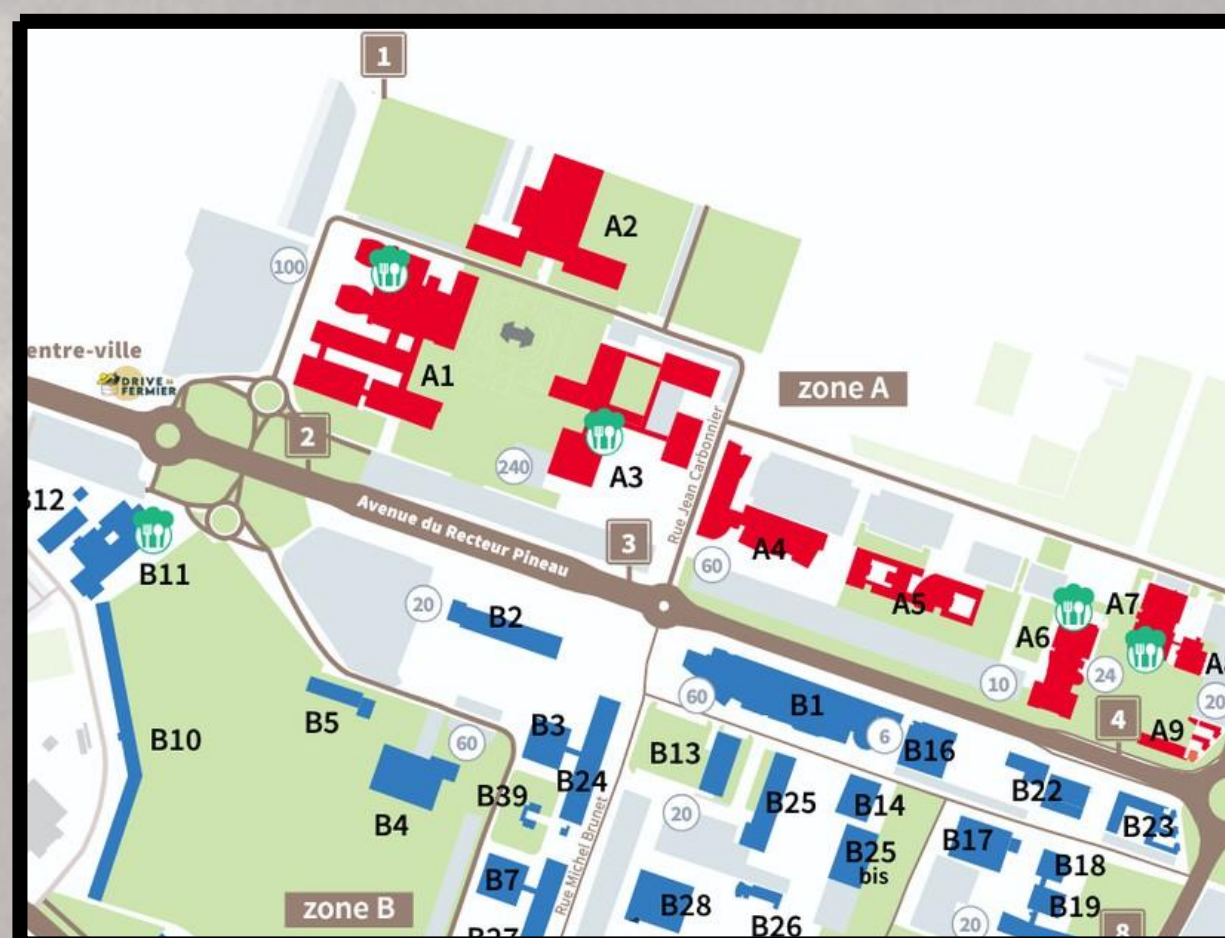 1
A2
100
entre-ville
DRIVE
FERMIER
A1
zone A
2
240
A3
Rue Jean Carbonnier
B12
Avenue du Recteur Pineau
3
A4
60
B11
20
B2
A5
A6
A7
24
10
20
B1
60
6
4
A9
B5
B3
B10
60
B13
B16
B24
B22
B39
B25
B14
20
B4
B23
B17
B25
bis
B18
B7
Rue Michel Brunet
B28
B19
zone B
B26
20
8
B27